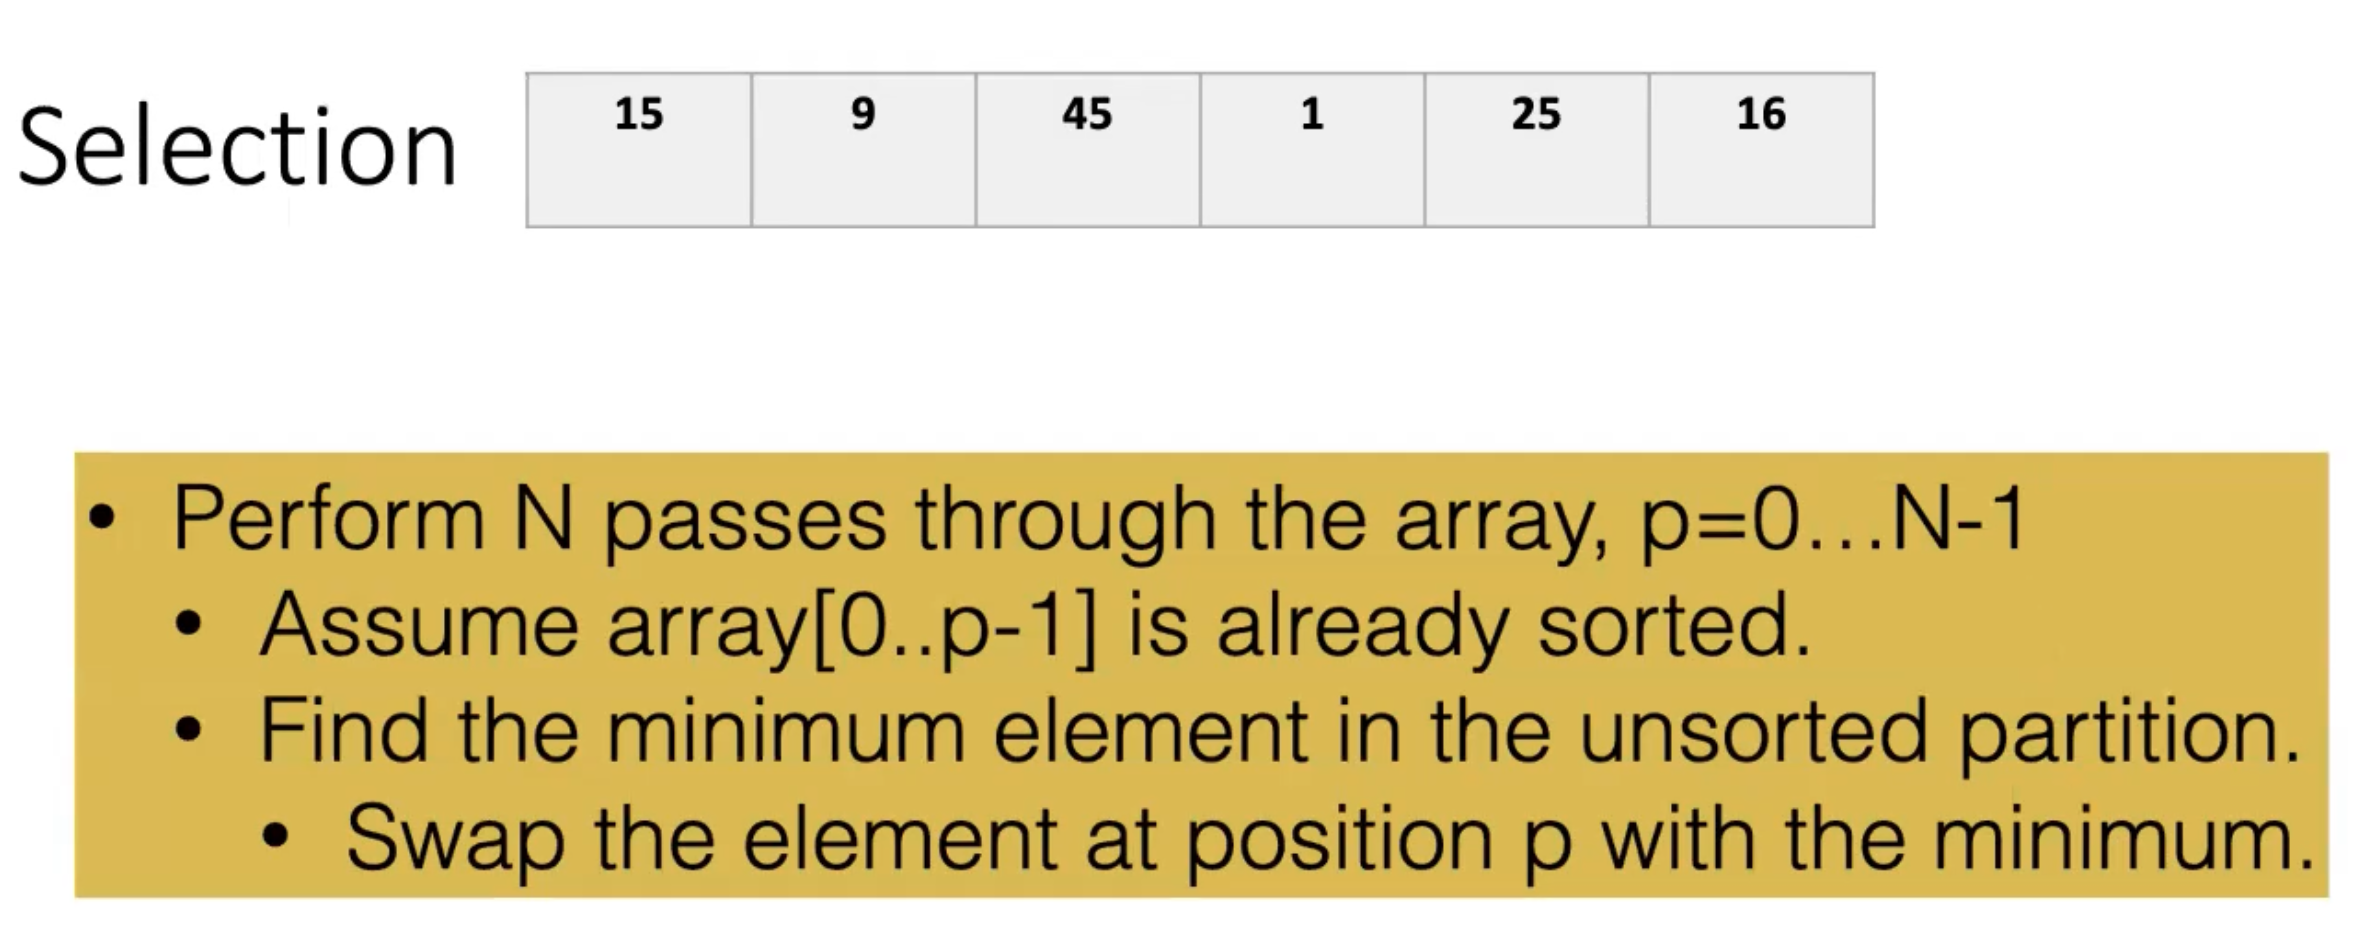 Selection
15 9 45 1 25 16
• Perform N passes through the array, p=0...N-1
• Assume array[0..p-1] is already sorted.
• Find the minimum element in the unsorted partition.
• Swap the element at position p with the minimum.